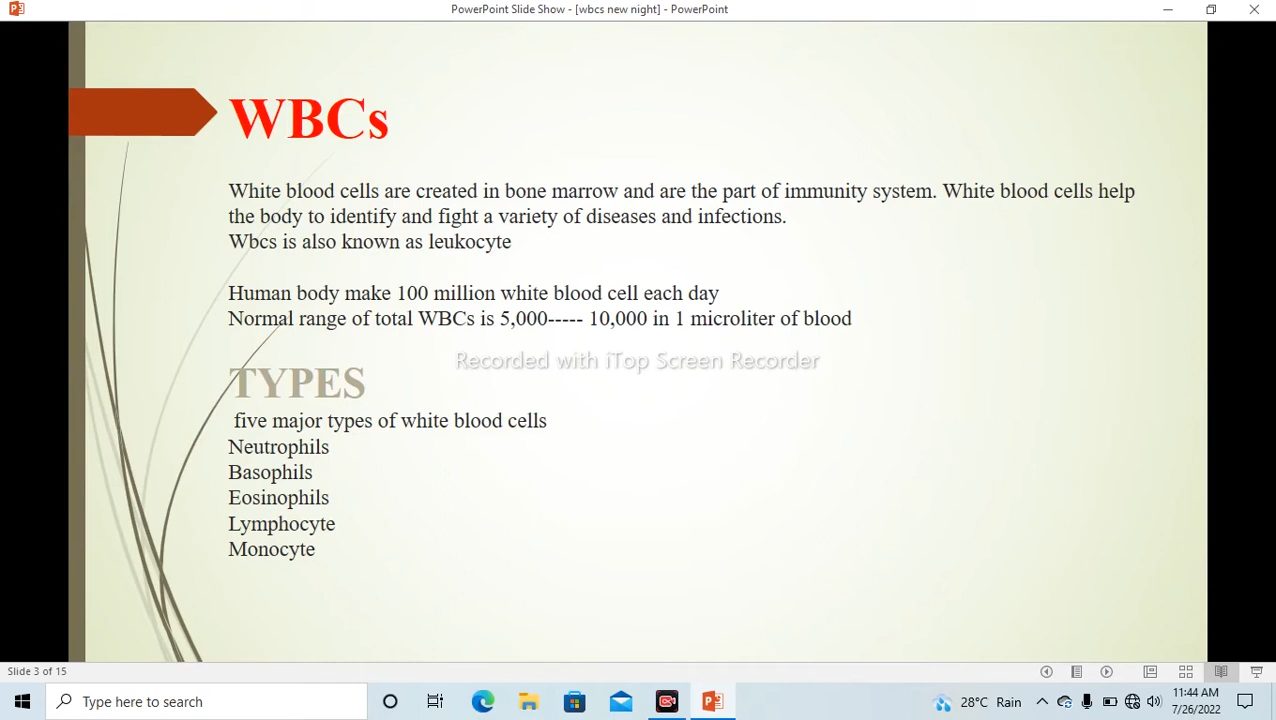 PowerPoint Slide Show - [wbcs new night] - PowerPoint
WBCs
White blood cells are created in bone marrow and are the part of immunity system. White blood cells help
the body to identify and fight a variety of diseases and infections.
Wbcs is also known as leukocyte
Human body make 100 million white blood cell each day
Normal range of total WBCs is 5,000----- 10,000 in 1 microliter of blood
Recorded with iTop Screen Recorder
TYPES
five major types of white blood cells
Neutrophils
Basophils
Eosinophils
Lymphocyte
Monocyte
Slide 3 of 15
Type here to search
28°C Rain
11:44 AM
7/26/2022